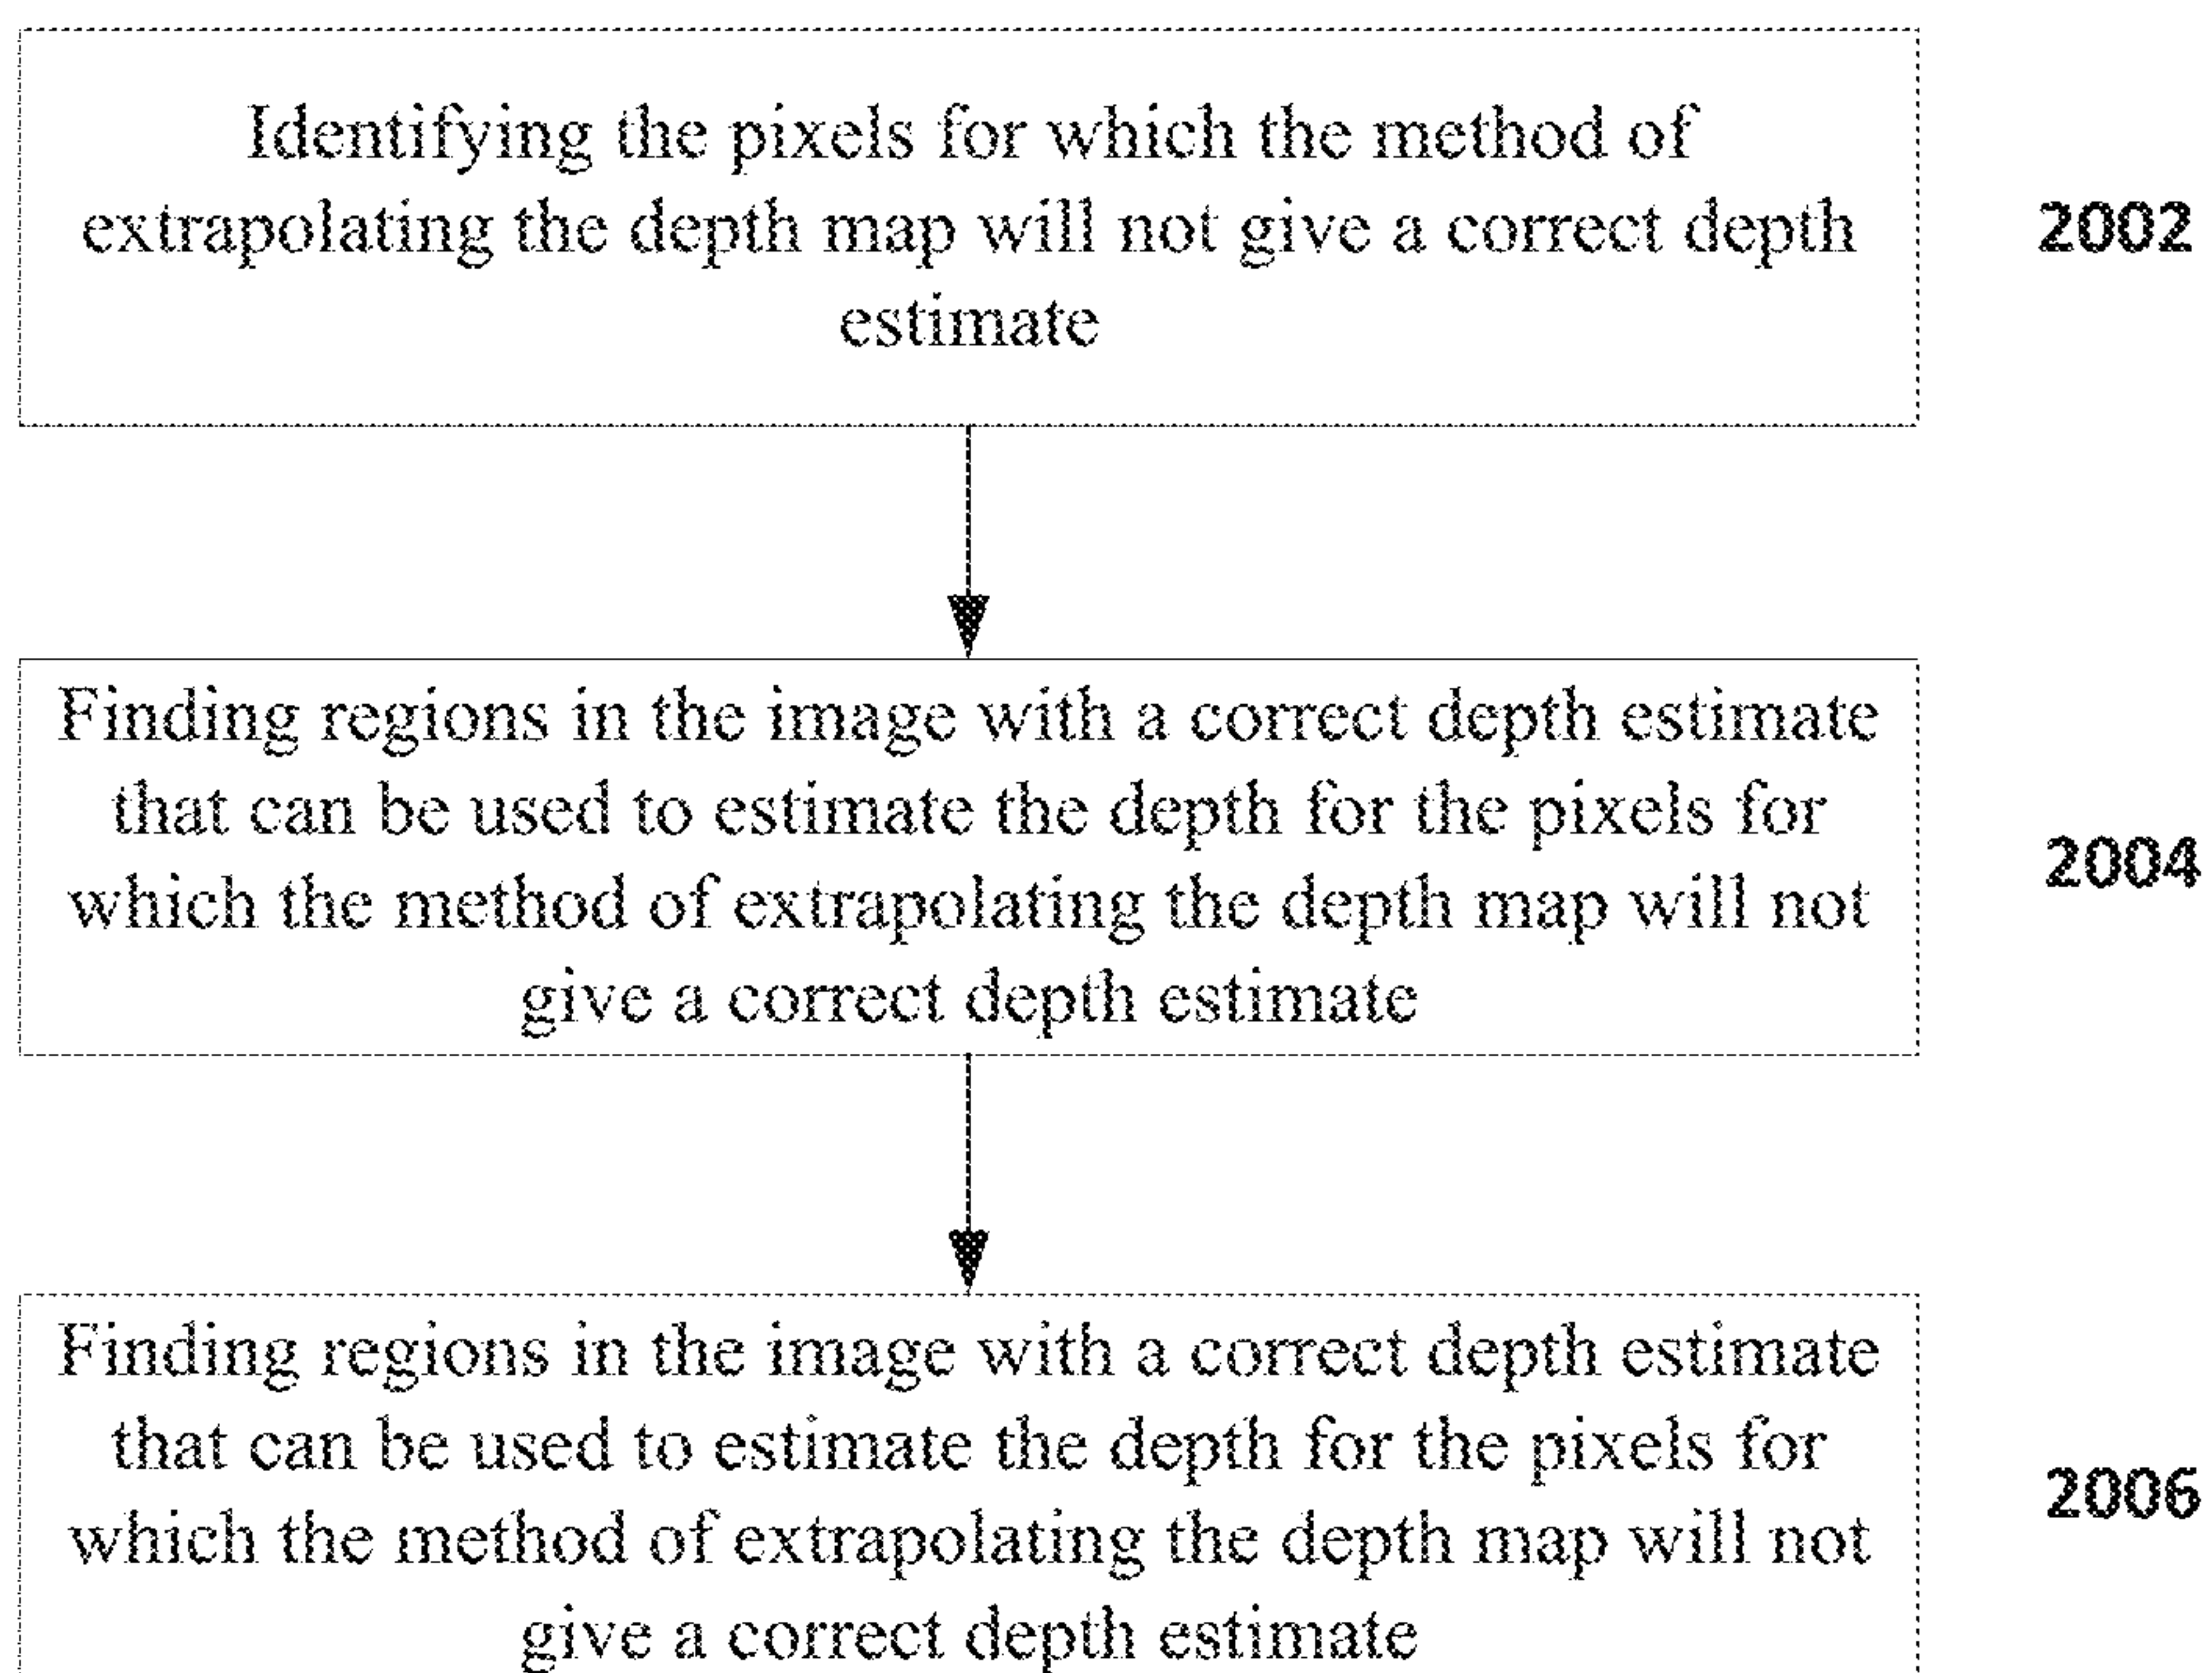 Identifying the pixels for which the method of
extrapolating the depth map will not give a correct depth
estimate
2002
Finding regions in the image with a correct depth estimate
that can be used to estimate the depth for the pixels for
which the method of extrapolating the depth map will not
give a correct depth estimate
2004
Finding regions in the image with a correct depth estimate
that can be used to estimate the depth for the pixels for
which the method of extrapolating the depth map will not
give a correct depth estimate
2006